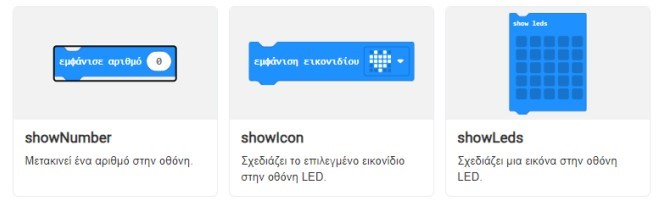 εμφάνισε αριθμό 0
εμφάνιση εικονιδίου
show leds
showNumber
Μετακινεί ένα αριθμό στην οθόνη.
showIcon
Σχεδιάζει το επιλεγμένο εικονίδιο
στην οθόνη LED.
showLeds
Σχεδιάζει μια εικόνα στην οθόνη
LED.